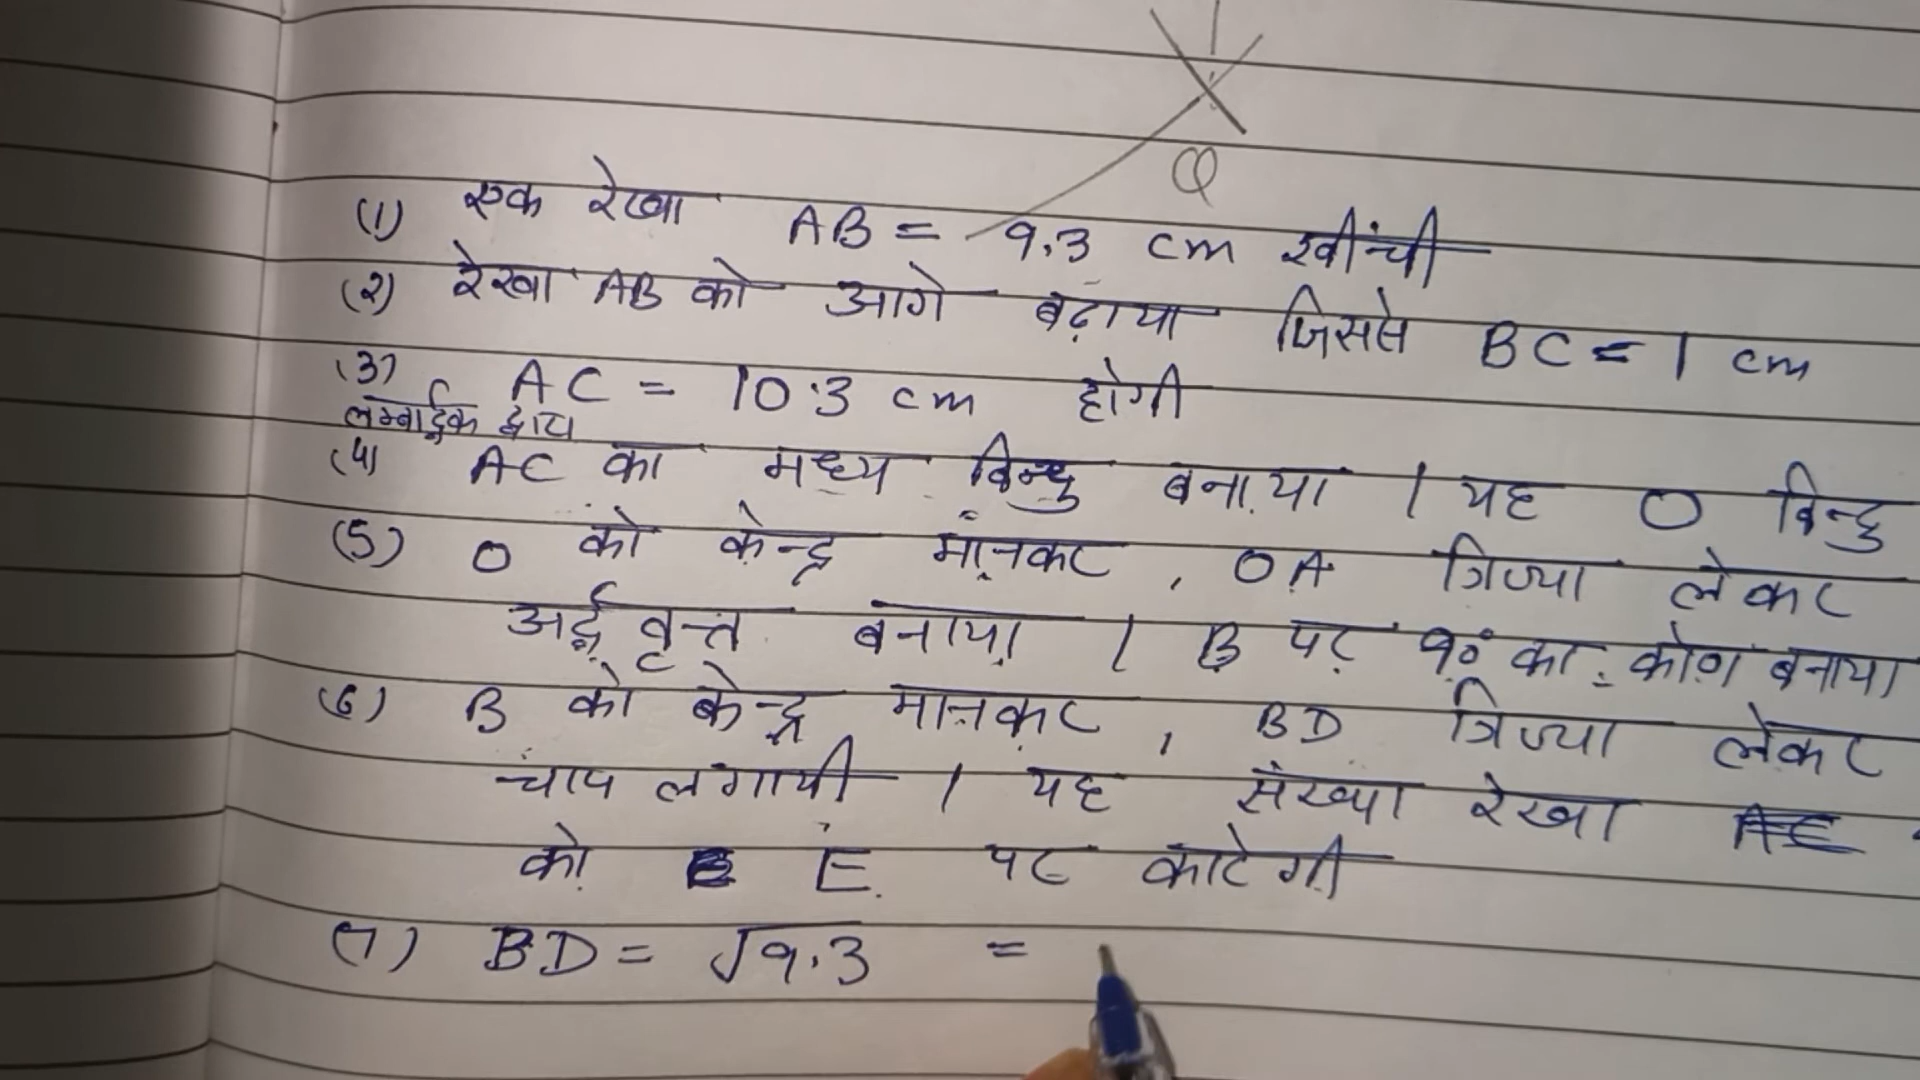 Q
(1) एक रेखा AB = 9.3 cm खींची
(2) रेखा AB को आगे बढ़ाया जिससे BC = 1 cm
(3) AC = 10.3 cm होगी
लम्बार्द्धक द्वारा
(4) AC का मध्य बिन्दु बनाया । यह O बिन्दु
(5) O को केन्द्र मानकर , OA त्रिज्या लेकर
अर्द्ध वृत्त बनाया । B पर 90° का कोण बनाया
(6) B को केन्द्र मानकर , BD त्रिज्या लेकर
चाप लगायी । यह संख्या रेखा
को E पर काटेगी
(7) BD = √9.3 =